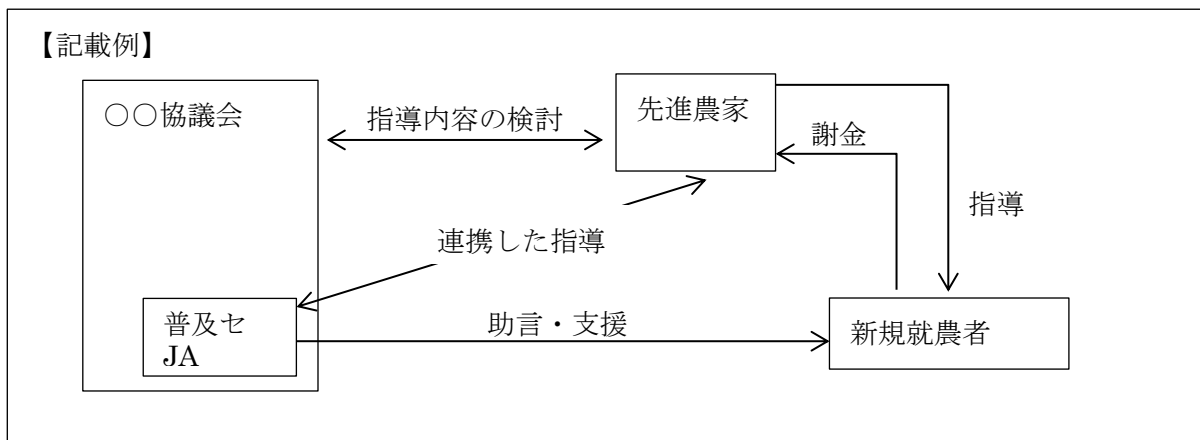 【記載例】
○○協議会
指導内容の検討
先進農家
謝金
指導
連携した指導
普及セ
JA
助言・支援
新規就農者